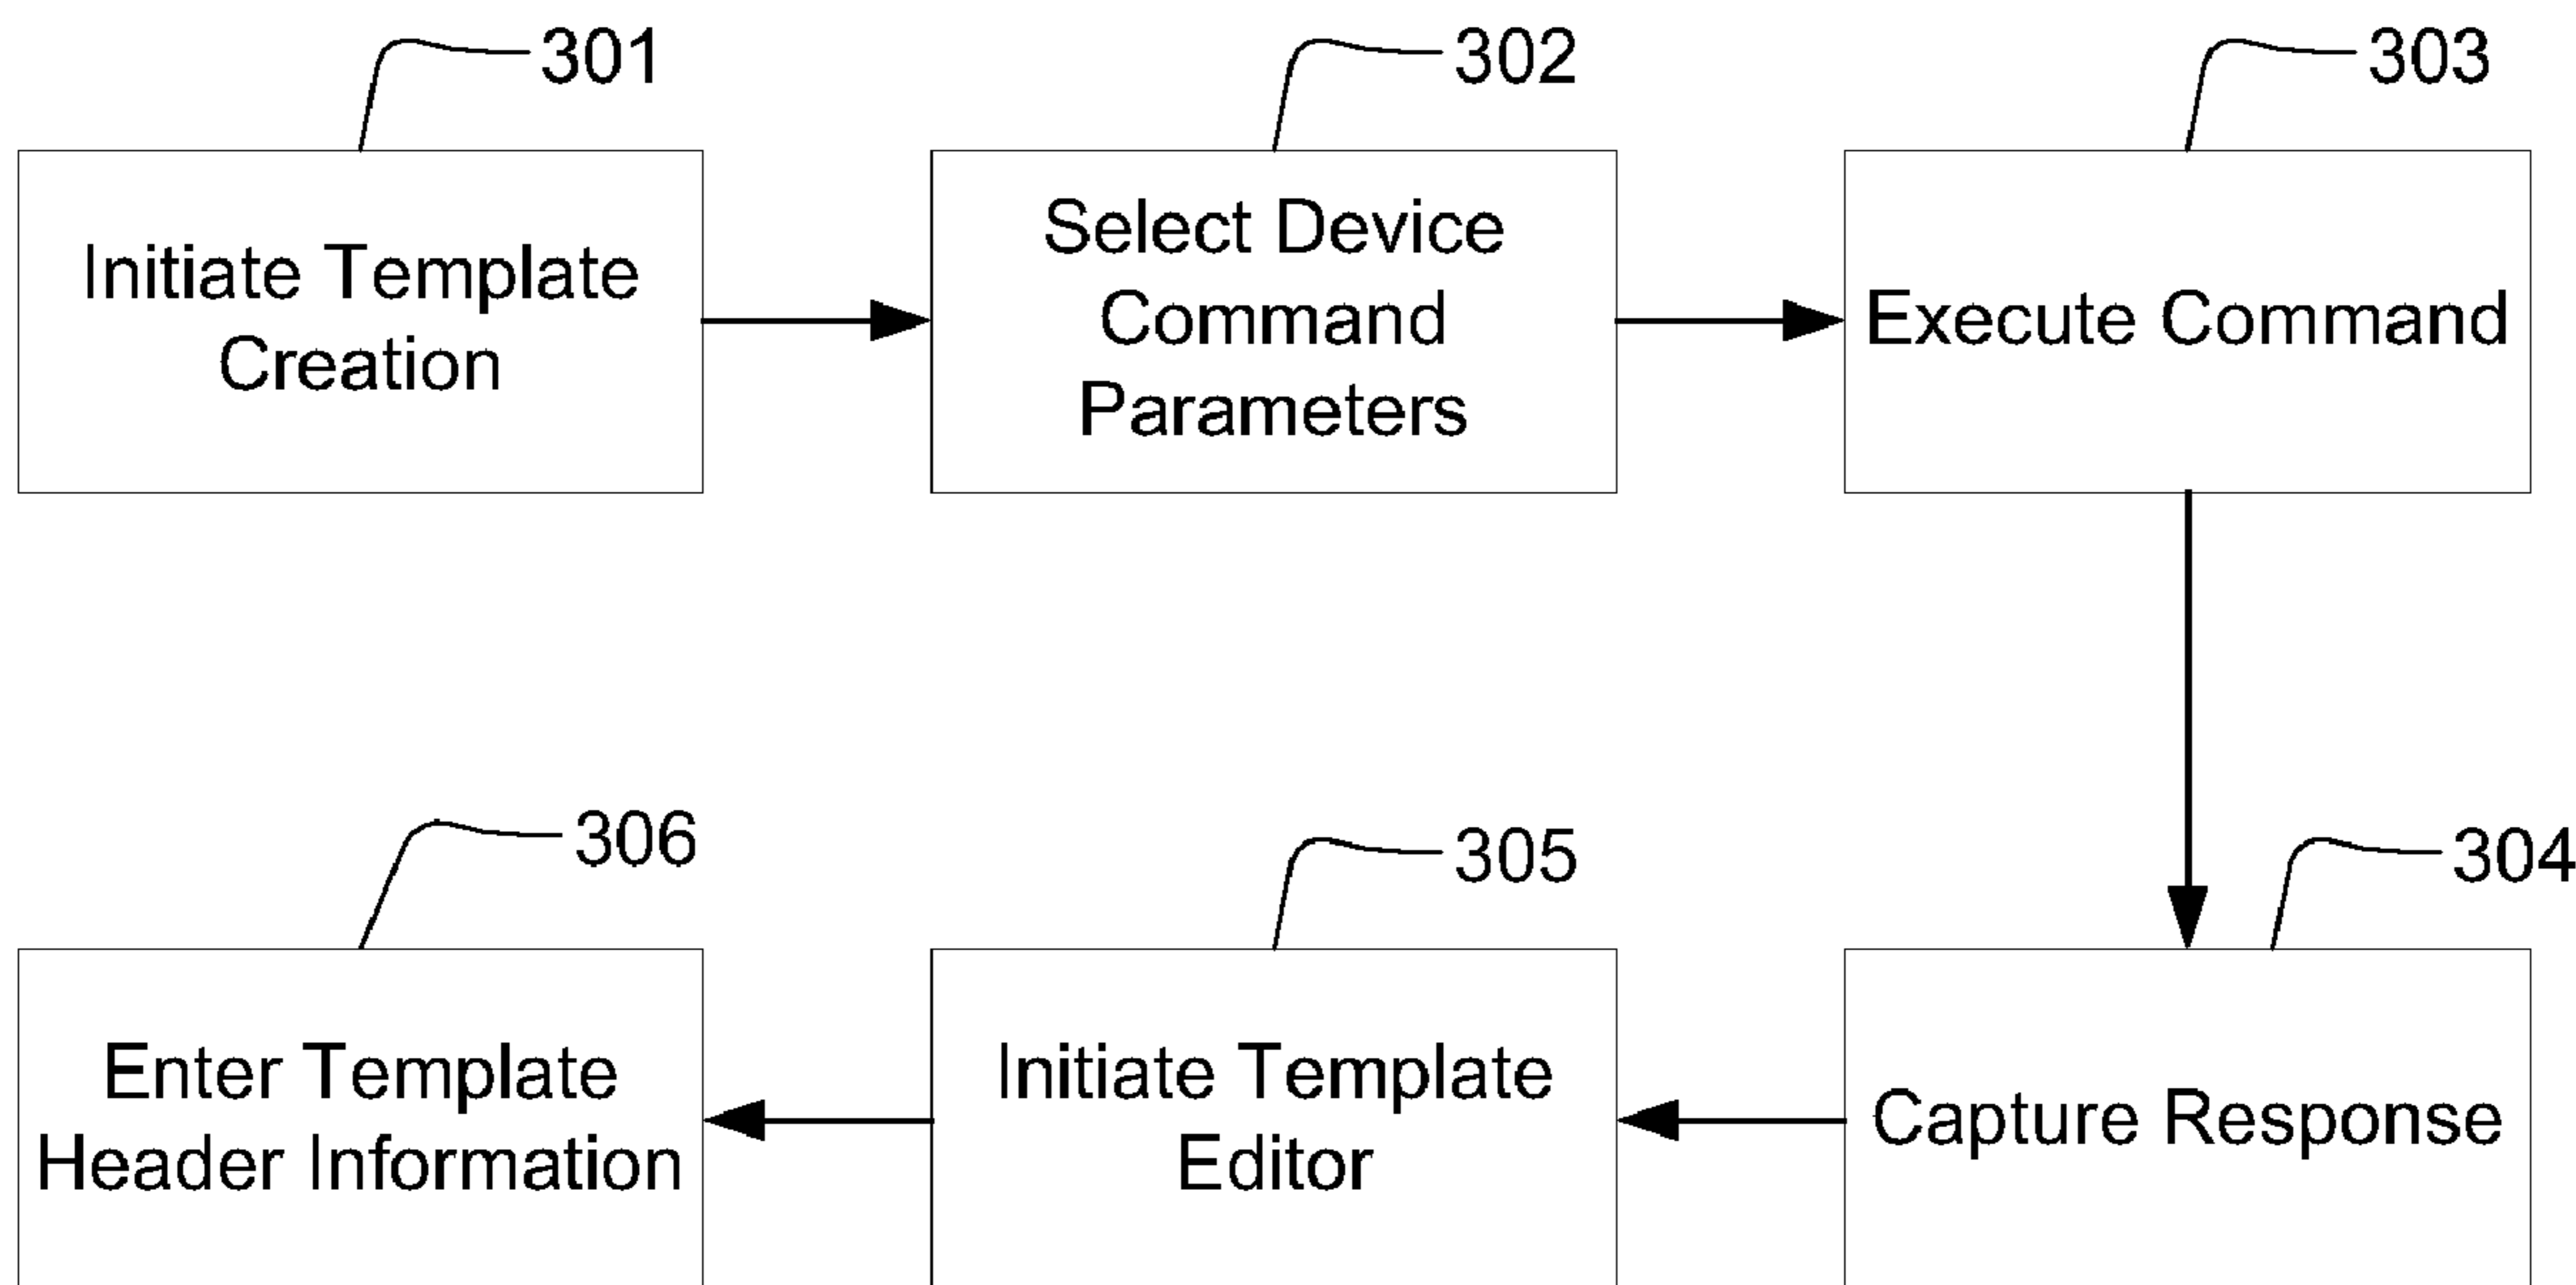 301
302
303
Initiate Template
Creation
Select Device
Command
Parameters
Execute Command
306
305
304
Enter Template
Header Information
Initiate Template
Editor
Capture Response